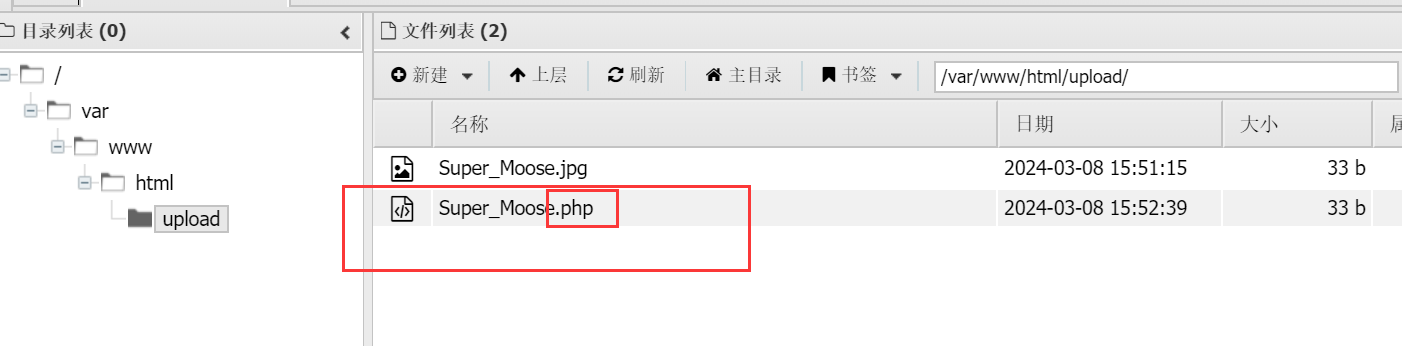 目录列表 (0)
/
var
www
html
upload
文件列表 (2)
新建 上层 刷新 主目录 书签 /var/www/html/upload/
名称 日期 大小
Super_Moose.jpg 2024-03-08 15:51:15 33 b
Super_Moose.php 2024-03-08 15:52:39 33 b